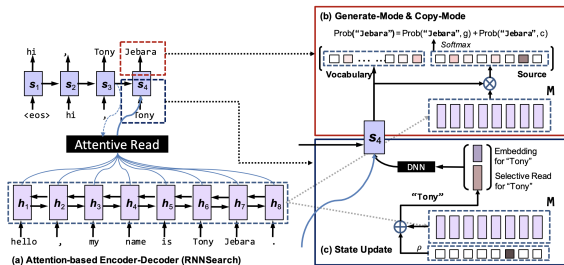 (b) Generate-Mode & Copy-Mode
Prob("Jebara") = Prob("Jebara", g) + Prob("Jebara", c)
Softmax
Vocabulary
Source
M
hi , Tony Jebara
s1 s2 s3 s4
<eos> hi , Tony
Attentive Read
h1 h2 h3 h4 h5 h6 h7 h8
hello , my name is Tony Jebara .
(a) Attention-based Encoder-Decoder (RNNSearch)
s4
DNN
Embedding
for "Tony"
Selective Read
for "Tony"
"Tony"
M
ρ
(c) State Update